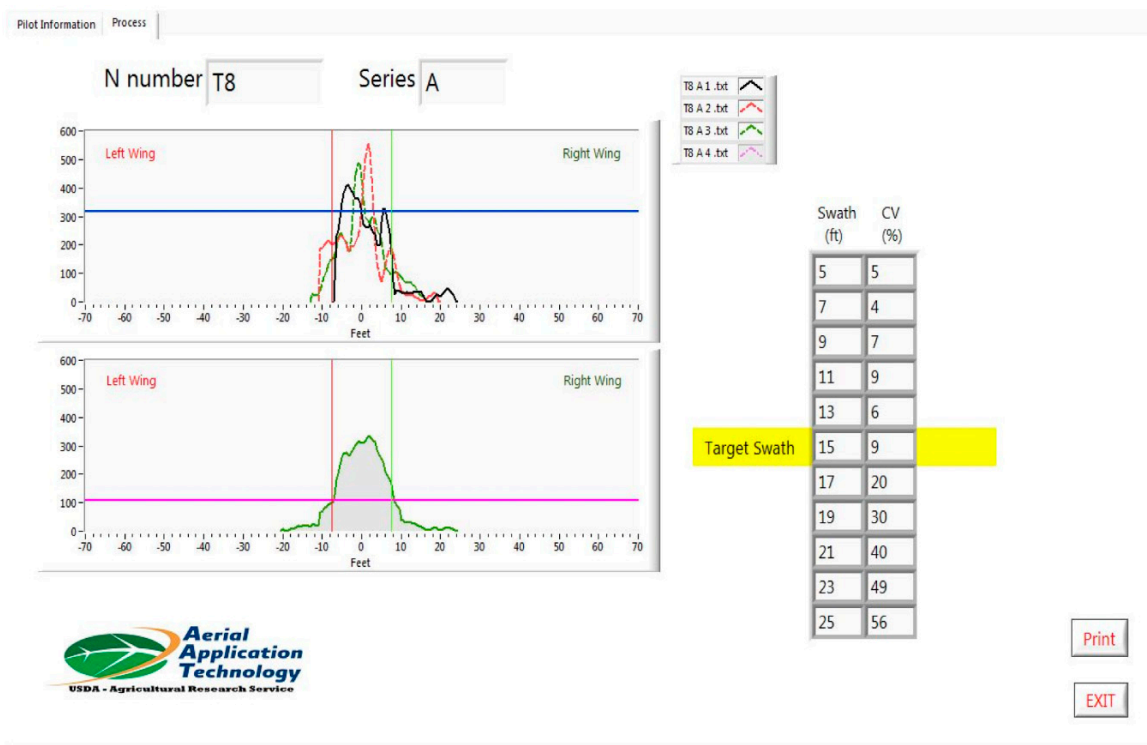 Pilot Information Process
N number T8 Series A
T8 A 1 .txt
T8 A 2 .txt
T8 A 3 .txt
T8 A 4 .txt
600
500
400
300
200
100
0
Left Wing Right Wing
-70 -60 -50 -40 -30 -20 -10 0 10 20 30 40 50 60 70
Feet
600
500
400
300
200
100
0
Left Wing Right Wing
-70 -60 -50 -40 -30 -20 -10 0 10 20 30 40 50 60 70
Feet
Swath CV
(ft) (%)
5 5
7 4
9 7
11 9
13 6
Target Swath 15 9
17 20
19 30
21 40
23 49
25 56
Aerial
Application
Technology
USDA - Agricultural Research Service
Print
EXIT